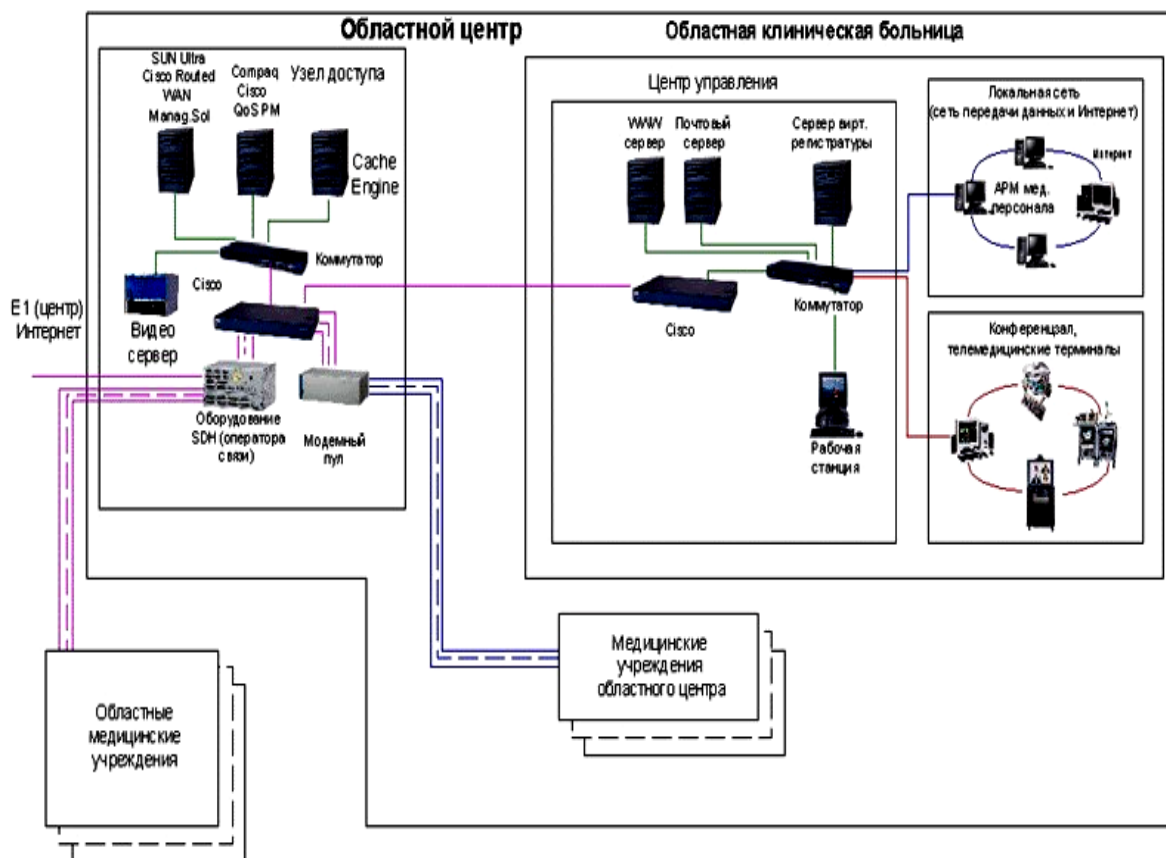 Областной центр
Областная клиническая больница
SUN Ultra
Cisco Routed
WAN
Manag.Sol
Compaq
Cisco
QoS PM
Узел доступа
Cache
Engine
Коммутатор
Cisco
Видео
сервер
E1 (центр)
Интернет
Оборудование
SDH (оператора
связи)
Модемный
пул
Центр управления
WWW
сервер
Почтовый
сервер
Сервер вирт.
регистратуры
Cisco
Коммутатор
Рабочая
станция
Локальная сеть
(сеть передачи данных и Интернет)
Интернет
АРМ мед.
персонала
Конференцзал,
телемедицинские терминалы
Медицинские
учреждения
областного центра
Областные
медицинские
учреждения